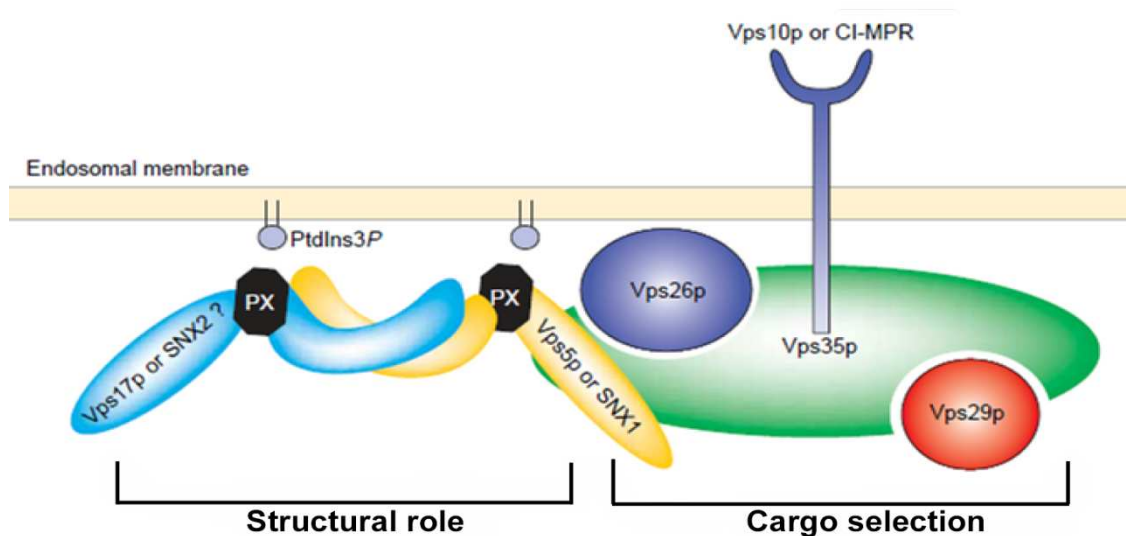 Vps10p or CI-MPR
Endosomal membrane
PtdIns3P
PX
PX
Vps26p
Vps17p or SNX2 ?
Vps5p or SNX1
Vps35p
Vps29p
Structural role
Cargo selection